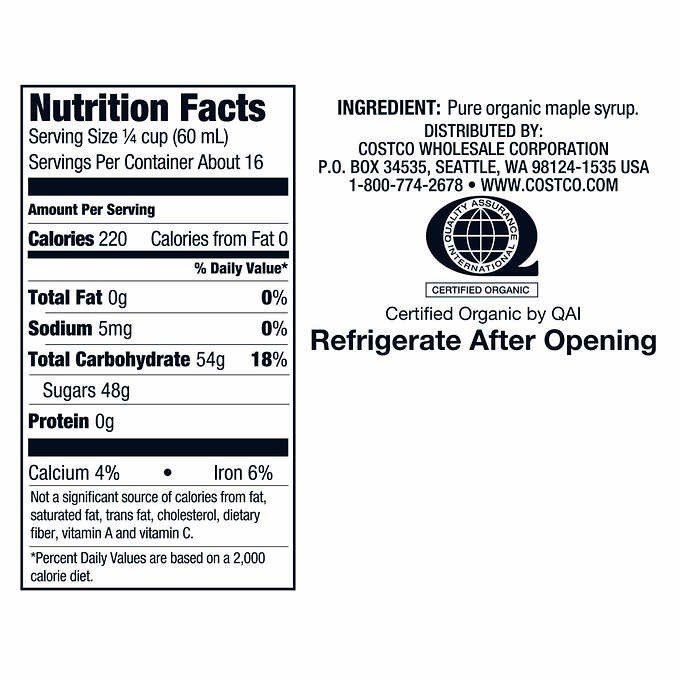 Nutrition Facts
Serving Size ¼ cup (60 mL)
Servings Per Container About 16
Amount Per Serving
Calories 220 Calories from Fat 0
% Daily Value*
Total Fat 0g 0%
Sodium 5mg 0%
Total Carbohydrate 54g 18%
Sugars 48g
Protein 0g
Calcium 4% • Iron 6%
Not a significant source of calories from fat,
saturated fat, trans fat, cholesterol, dietary
fiber, vitamin A and vitamin C.
*Percent Daily Values are based on a 2,000
calorie diet.
INGREDIENT: Pure organic maple syrup.
DISTRIBUTED BY:
COSTCO WHOLESALE CORPORATION
P.O. BOX 34535, SEATTLE, WA 98124-1535 USA
1-800-774-2678 • WWW.COSTCO.COM
QUALITY ASSURANCE
INTERNATIONAL
CERTIFIED ORGANIC
Certified Organic by QAI
Refrigerate After Opening